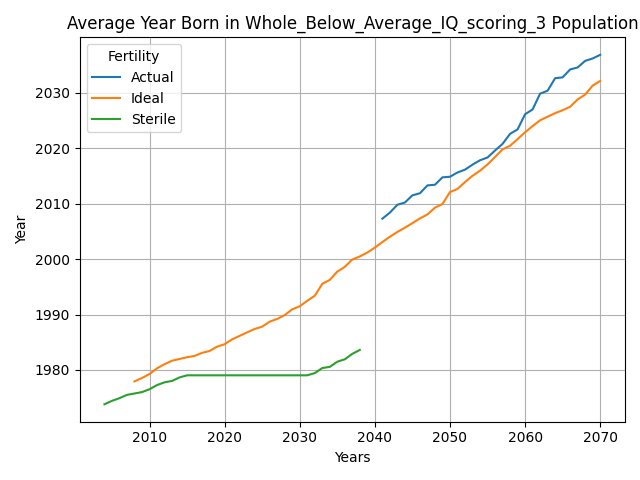 Average Year Born in Whole_Below_Average_IQ_scoring_3 Population
Fertility
Actual
Ideal
Sterile
Year
2030
2020
2010
2000
1990
1980
2010 2020 2030 2040 2050 2060 2070
Years